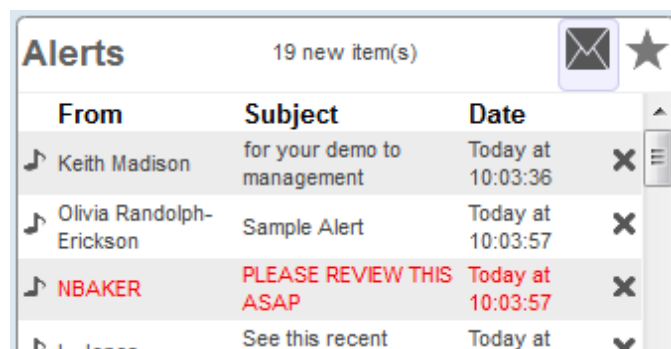 Alerts 19 new item(s)
From Subject Date
Keith Madison for your demo to management Today at 10:03:36
Olivia Randolph-Erickson Sample Alert Today at 10:03:57
NBAKER PLEASE REVIEW THIS ASAP Today at 10:03:57
See this recent Today at